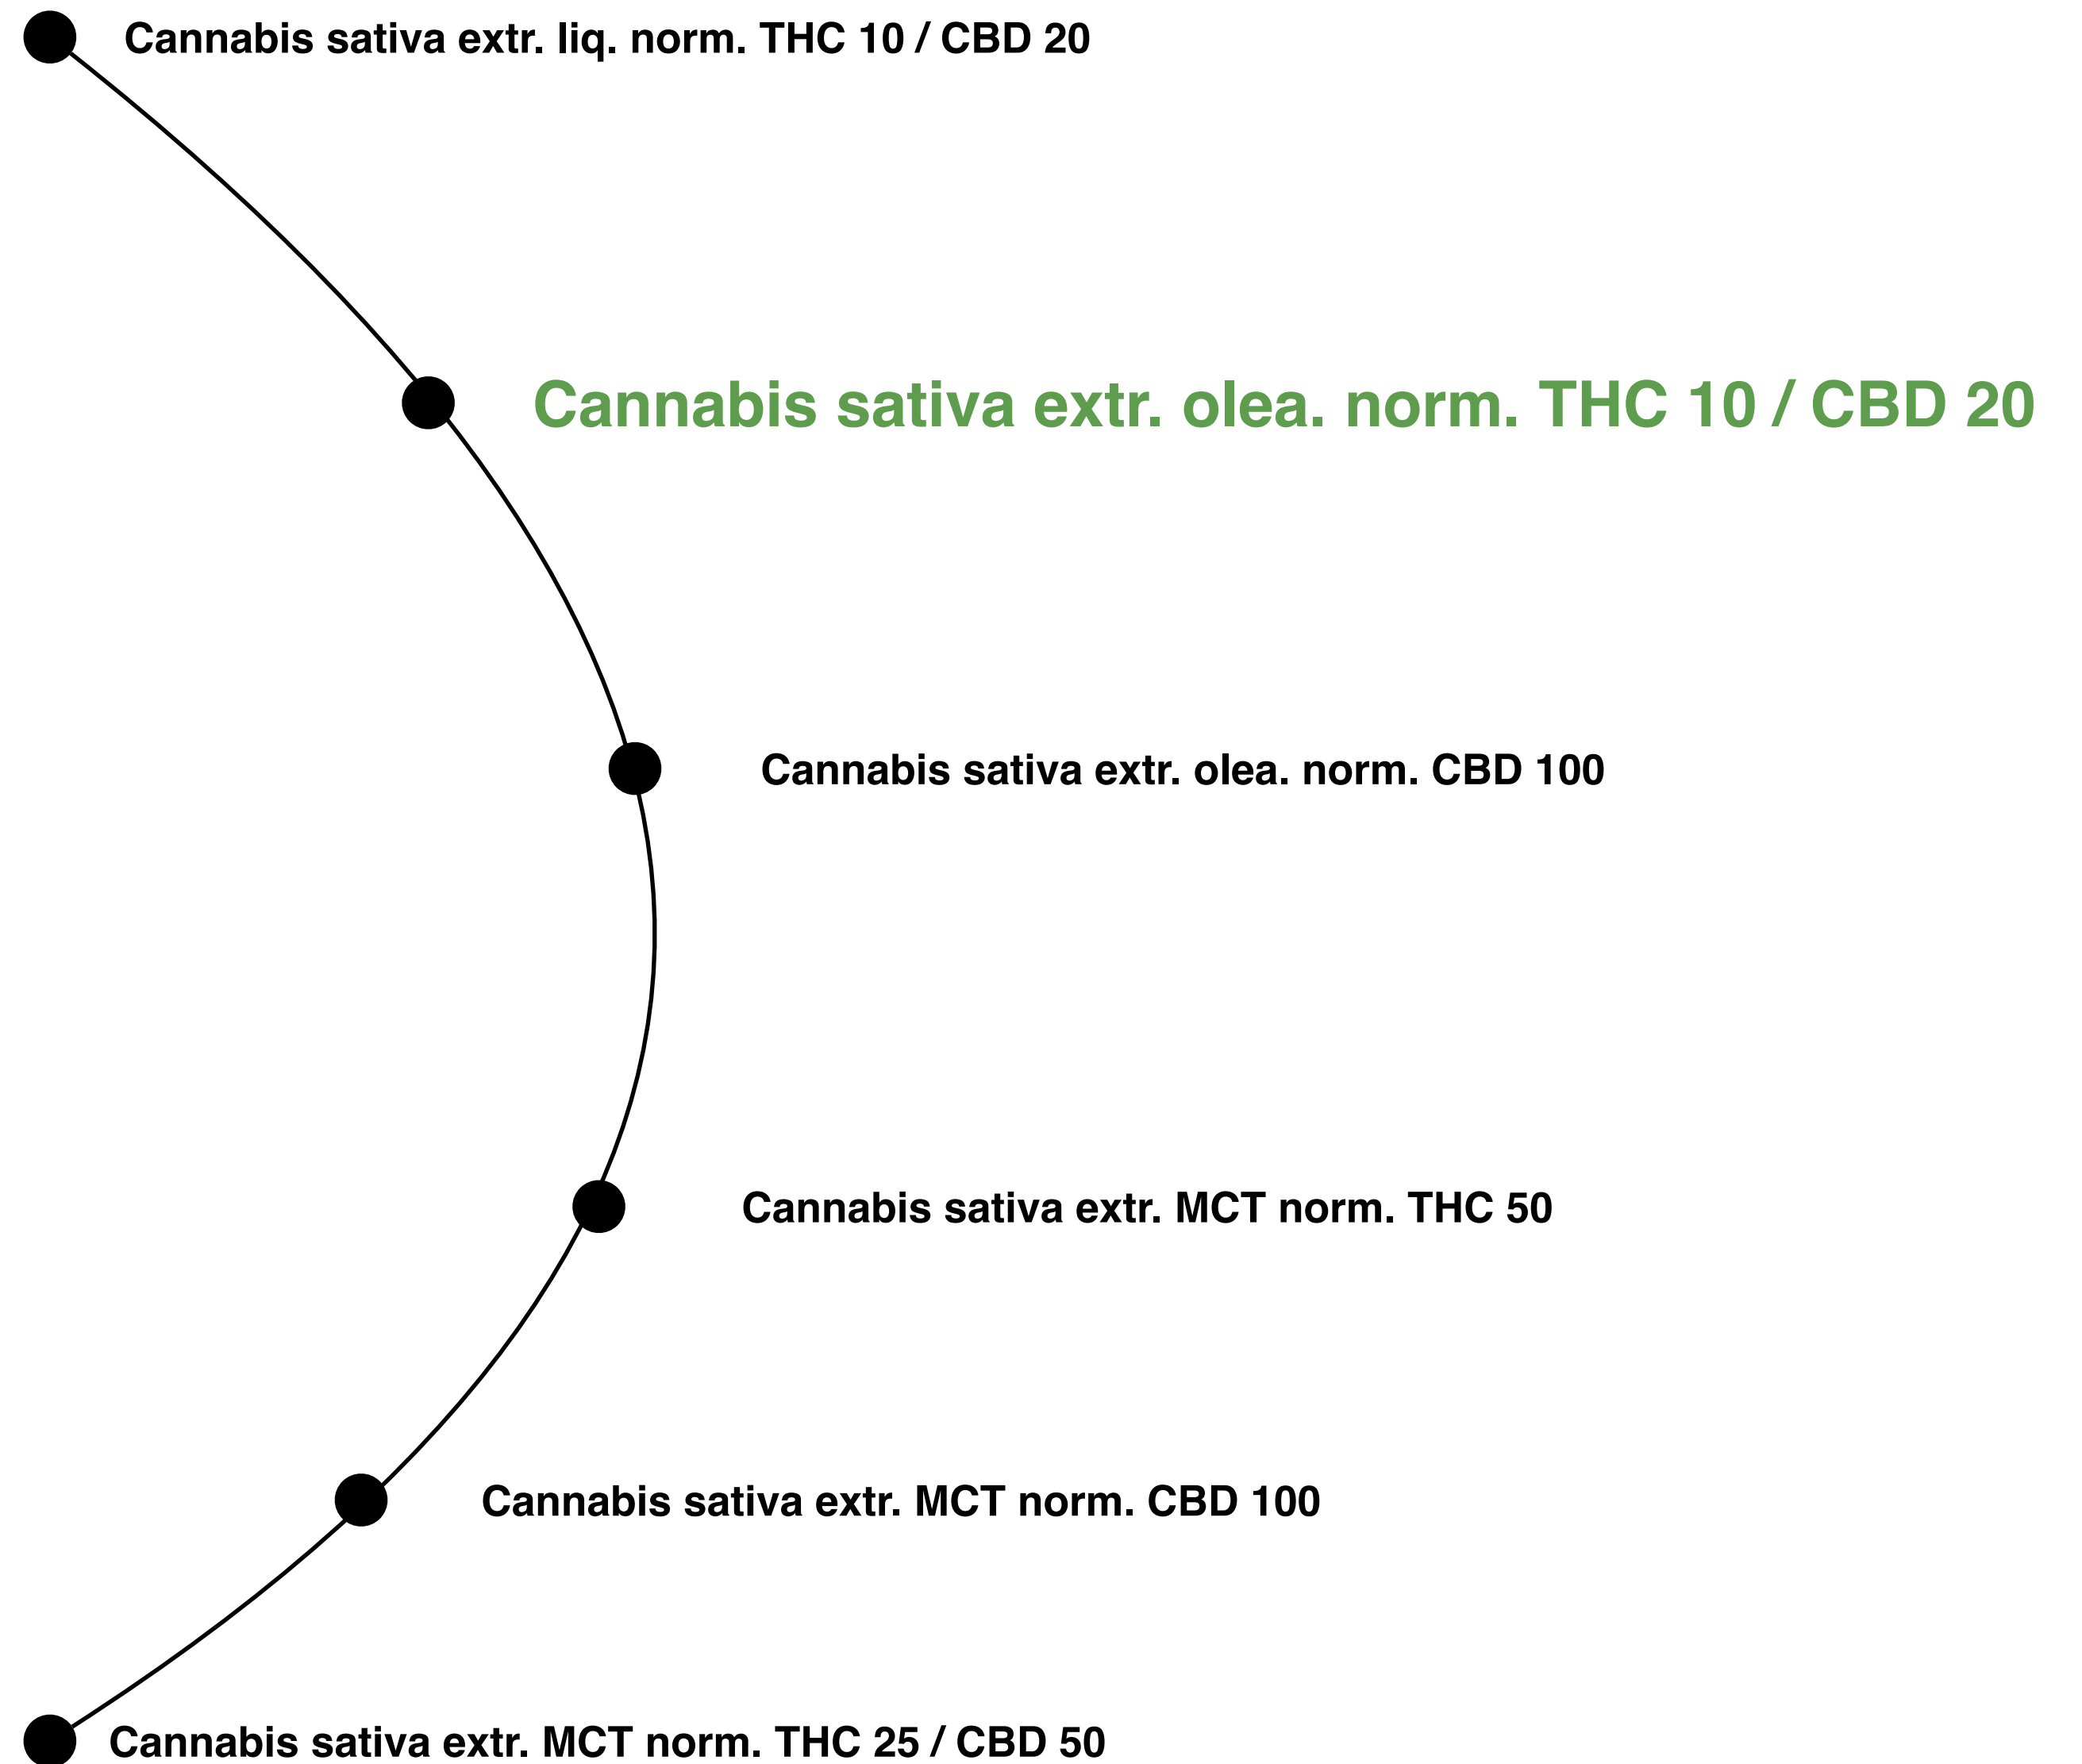 Cannabis sativa extr. liq. norm. THC 10 / CBD 20
Cannabis sativa extr. olea. norm. THC 10 / CBD 20
Cannabis sativa extr. olea. norm. CBD 100
Cannabis sativa extr. MCT norm. THC 50
Cannabis sativa extr. MCT norm. CBD 100
Cannabis sativa extr. MCT norm. THC 25 / CBD 50